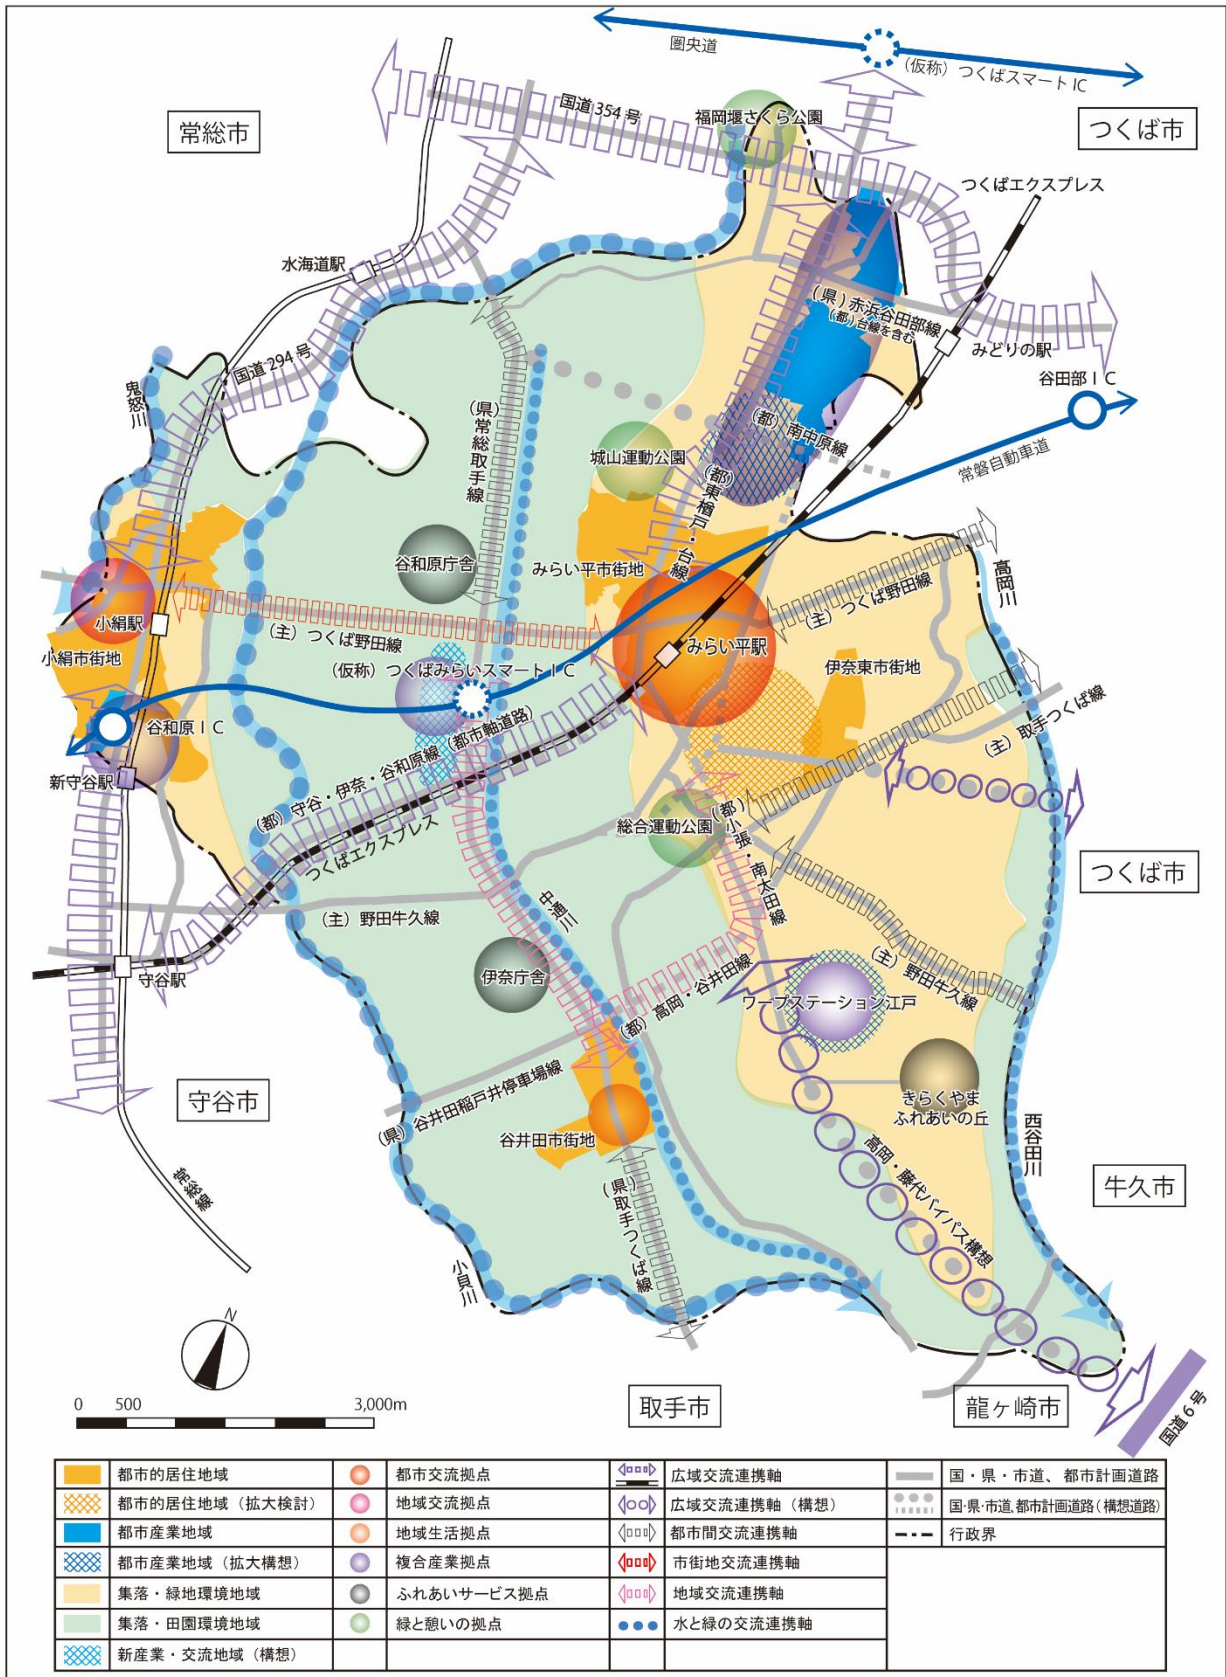 圏央道
(仮称)つくばスマートIC
国道354号
福岡堰さくら公園
常総市
つくば市
つくばエクスプレス
水海道駅
(県)赤浜谷田部線
(都)台線を含む
みどりの駅
国道294号
谷田部IC
鬼怒川
(県)常総取手線
城山運動公園
(都)南中原線
常磐自動車道
(都)東楢戸・台線
谷和原庁舎
みらい平市街地
高岡川
(主)つくば野田線
小絹駅
(主)つくば野田線
みらい平駅
小絹市街地
(仮称)つくばみらいスマートIC
伊奈東市街地
谷和原IC
(主)取手つくば線
新守谷駅
(都)守谷・伊奈・谷和原線(都市軸道路)
つくばエクスプレス
総合運動公園
(都)小張・南太田線
つくば市
(主)野田牛久線
中通川
守谷駅
伊奈庁舎
(主)野田牛久線
ワープステーション江戸
(都)高岡・谷井田線
守谷市
(県)谷井田稲戸井停車場線
きらくやま
ふれあいの丘
谷井田市街地
西谷田川
常総線
(県)取手つくば線
高岡・藤代バイパス構想
牛久市
小貝川
N
0 500 3,000m
取手市
龍ヶ崎市
国道6号
都市的居住地域 都市交流拠点 広域交流連携軸 国・県・市道、都市計画道路
都市的居住地域(拡大検討) 地域交流拠点 広域交流連携軸(構想) 国・県・市道、都市計画道路(構想道路)
都市産業地域 地域生活拠点 都市間交流連携軸 行政界
都市産業地域(拡大構想) 複合産業拠点 市街地交流連携軸
集落・緑地環境地域 ふれあいサービス拠点 地域交流連携軸
集落・田園環境地域 緑と憩いの拠点 水と緑の交流連携軸
新産業・交流地域(構想)